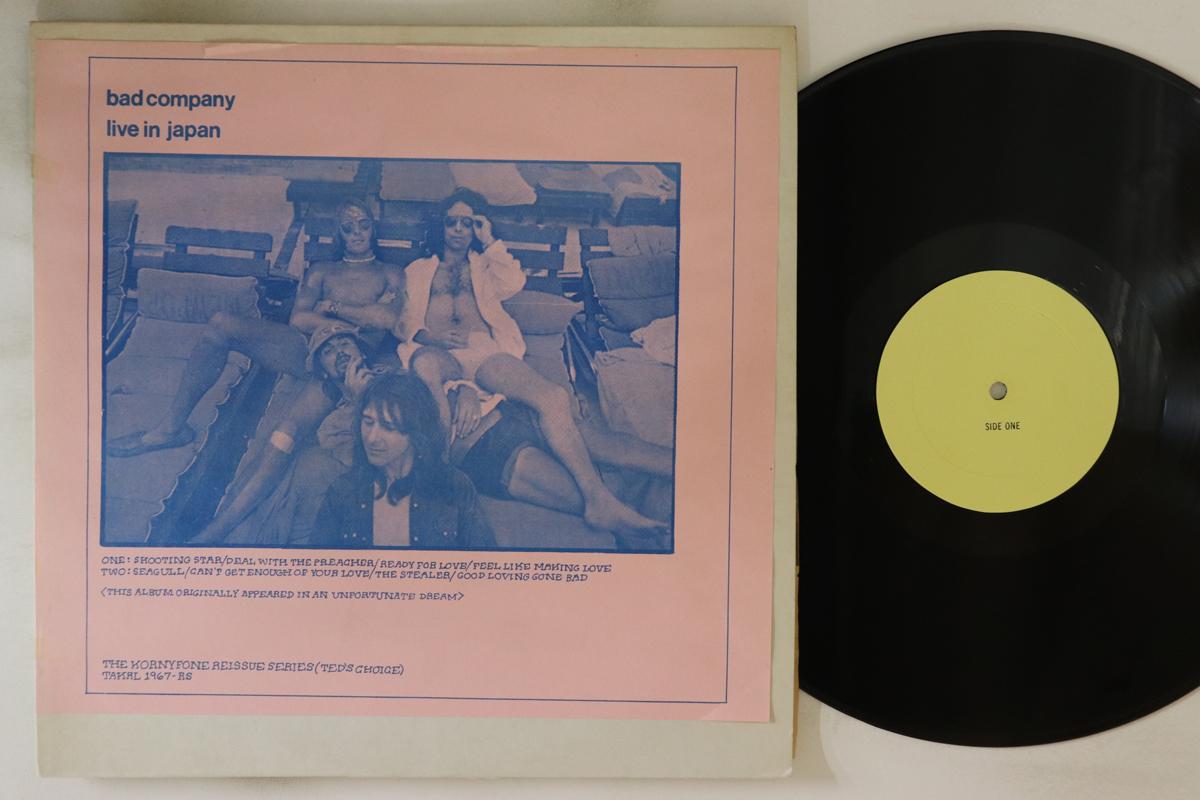 bad company
live in japan
ONE: SHOOTING STAR/DEAL WITH THE PREACHER/READY FOR LOVE/FEEL LIKE MAKING LOVE
TWO: SEAGULL/CAN'T GET ENOUGH OF YOUR LOVE/THE STEALER/GOOD LOVING GONE BAD
<THIS ALBUM ORIGINALLY APPEARED IN AN UNFORTUNATE DREAM>
THE KORNYFONE REISSUE SERIES (TED'S CHOICE)
TAKRL 1967-RS
SIDE ONE